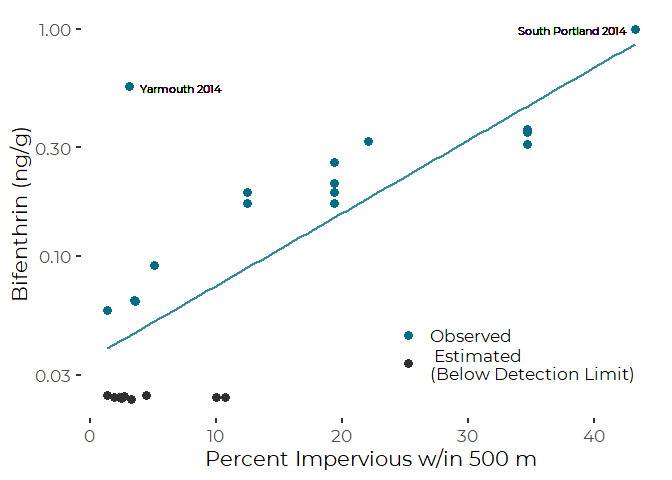 1.00
South Portland 2014
Yarmouth 2014
0.30
Bifenthrin (ng/g)
0.10
Observed
Estimated
(Below Detection Limit)
0.03
0 10 20 30 40
Percent Impervious w/in 500 m